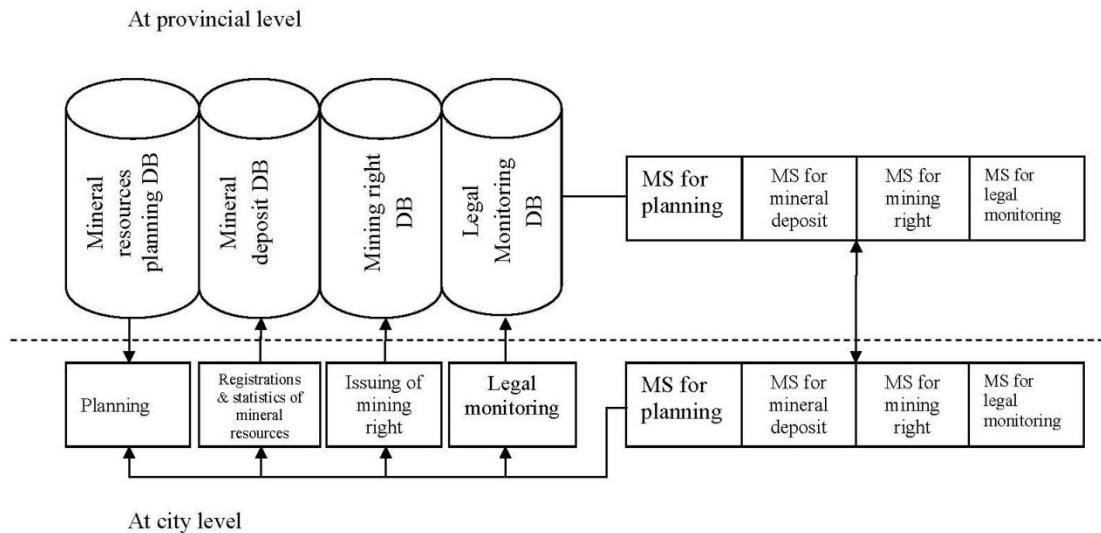 At provincial level
Mineral
resources
planning DB
Mineral
deposit DB
Mining right
DB
Legal
Monitoring
DB
MS for
planning
MS for
mineral
deposit
MS for
mining
right
MS for
legal
monitoring
Planning
Registrations
& statistics of
mineral
resources
Issuing of
mining
right
Legal
monitoring
MS for
planning
MS for
mineral
deposit
MS for
mining
right
MS for
legal
monitoring
At city level